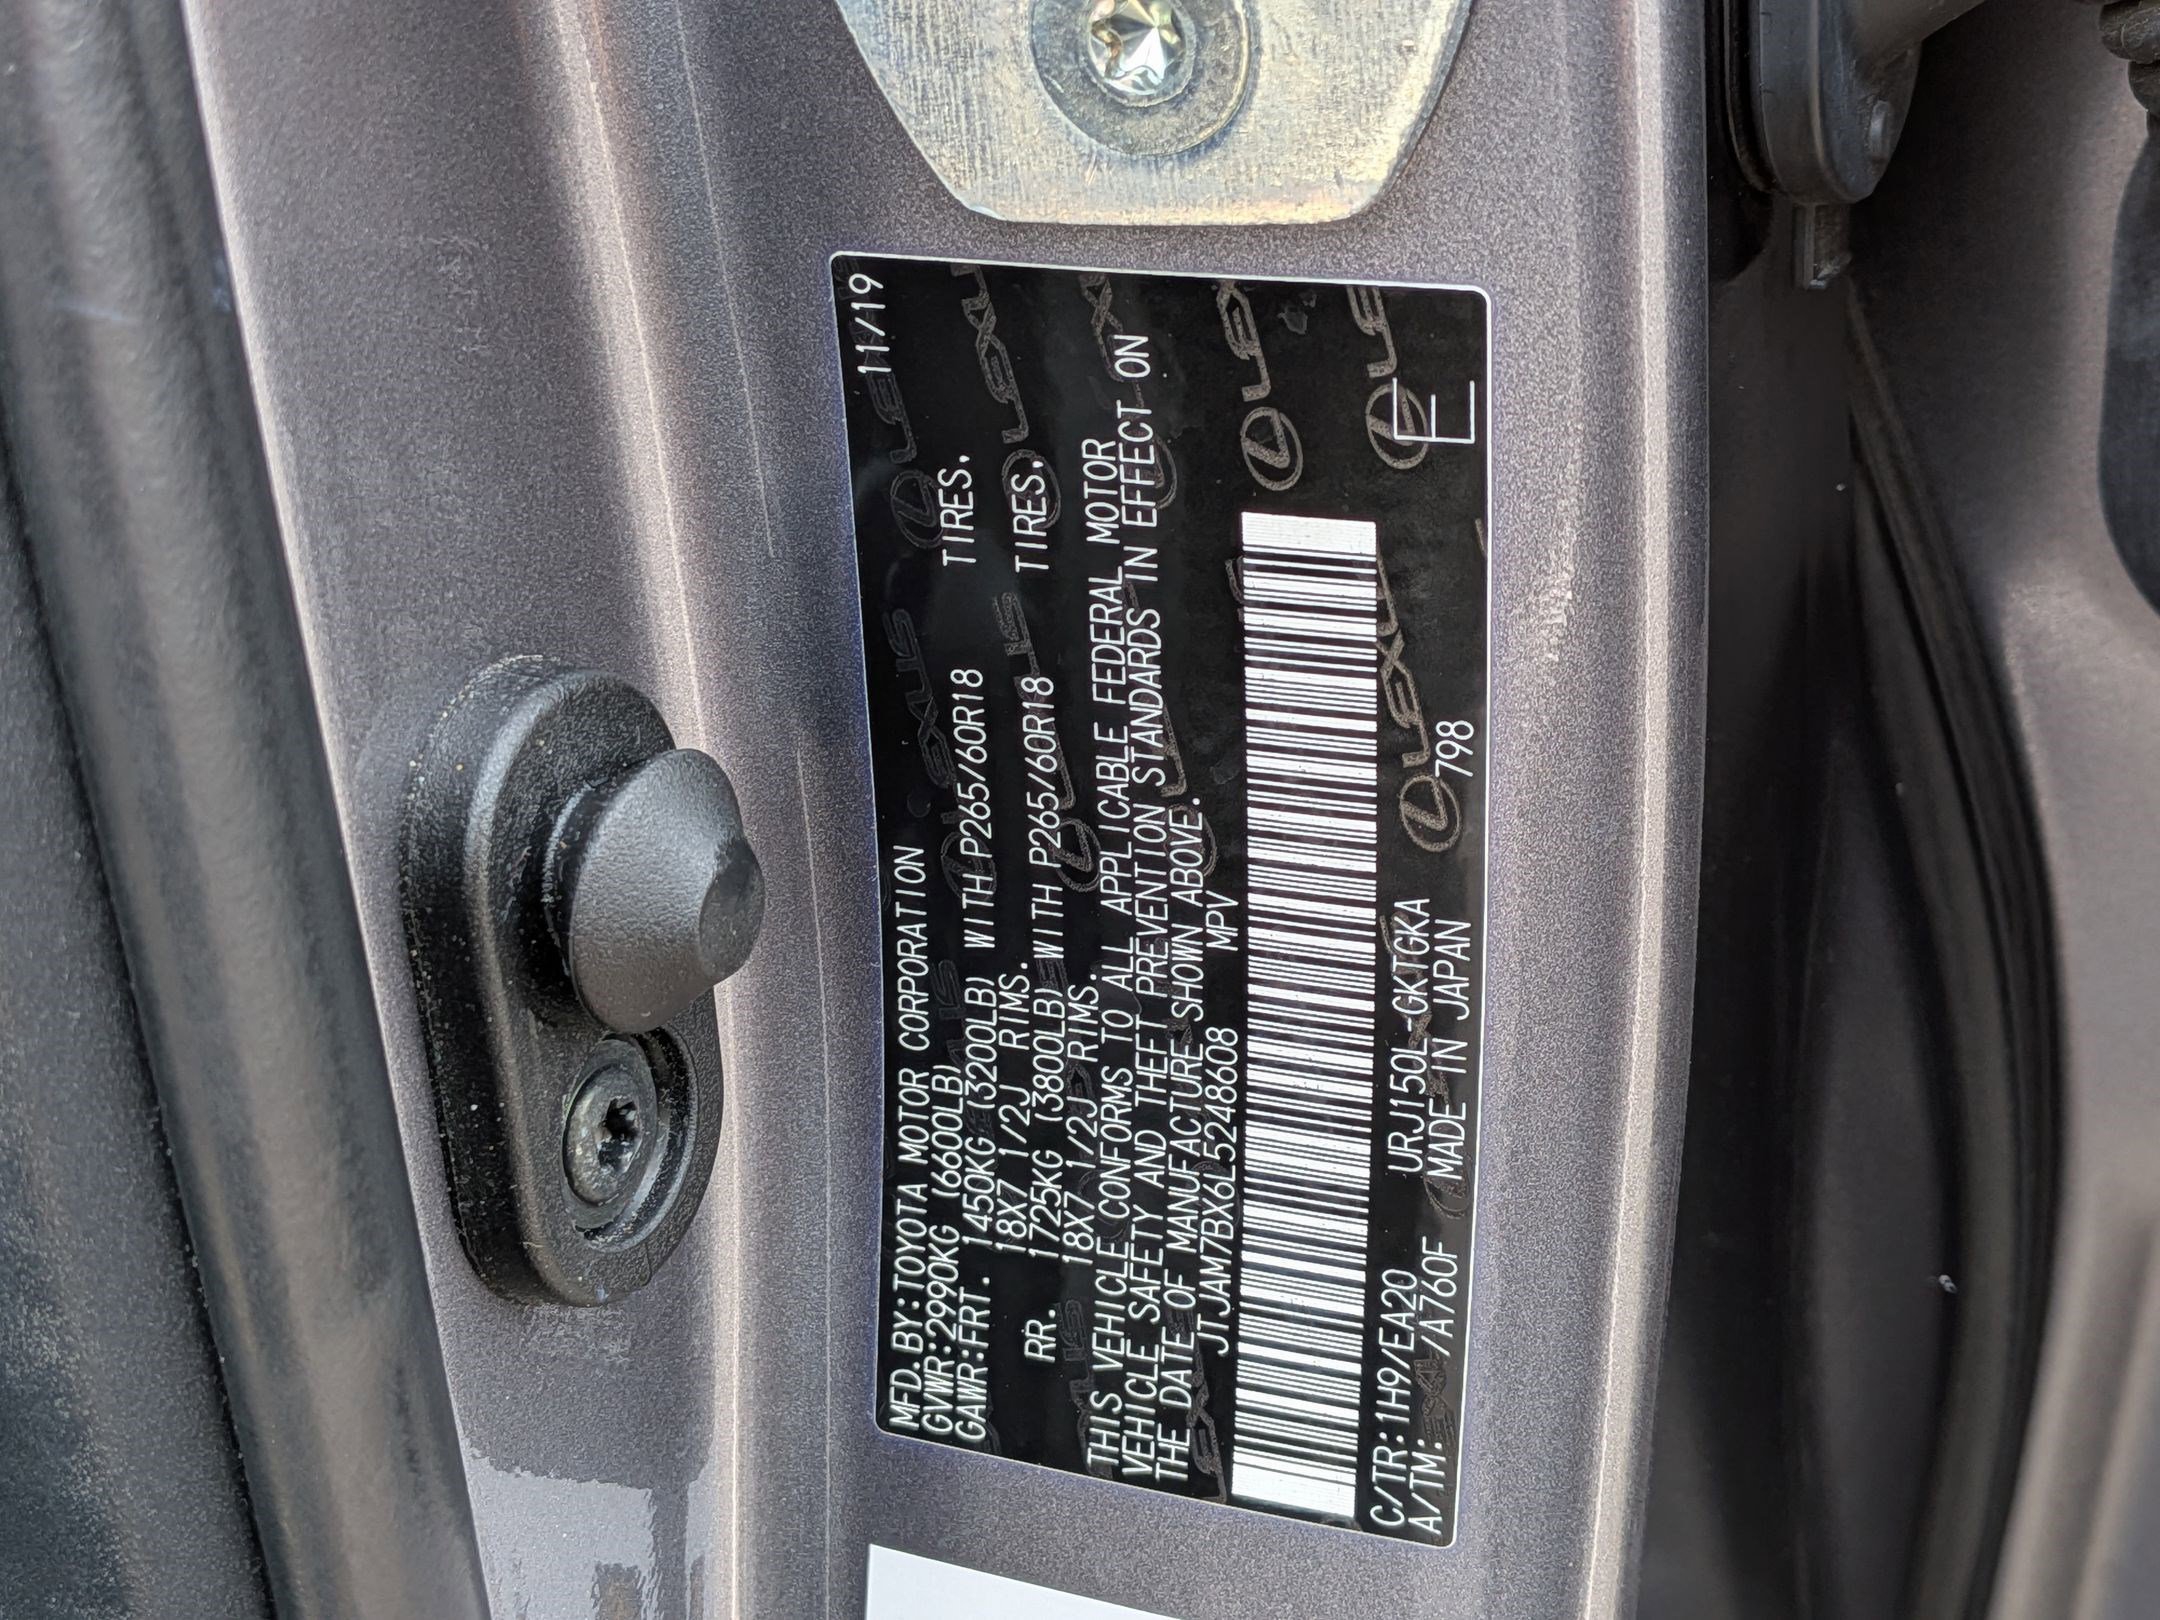 11/19
MFD.BY:TOYOTA MOTOR CORPORATION
GVWR:2990KG (6600LB)
GAWR:FRT. 1450KG (3200LB) WITH P265/60R18 TIRES.
18X7 1/2J RIMS.
RR. 1725KG (3800LB) WITH P265/60R18 TIRES.
18X7 1/2J RIMS.
THIS VEHICLE CONFORMS TO ALL APPLICABLE FEDERAL MOTOR
VEHICLE SAFETY AND THEFT PREVENTION STANDARDS IN EFFECT ON
THE DATE OF MANUFACTURE SHOWN ABOVE.
JTJAM7BX6L5248608 MPV
C/TR:1H9/EA20 URJ150L-GKTGKA
A/TM: /A760F MADE IN JAPAN 798
E
LEXUS